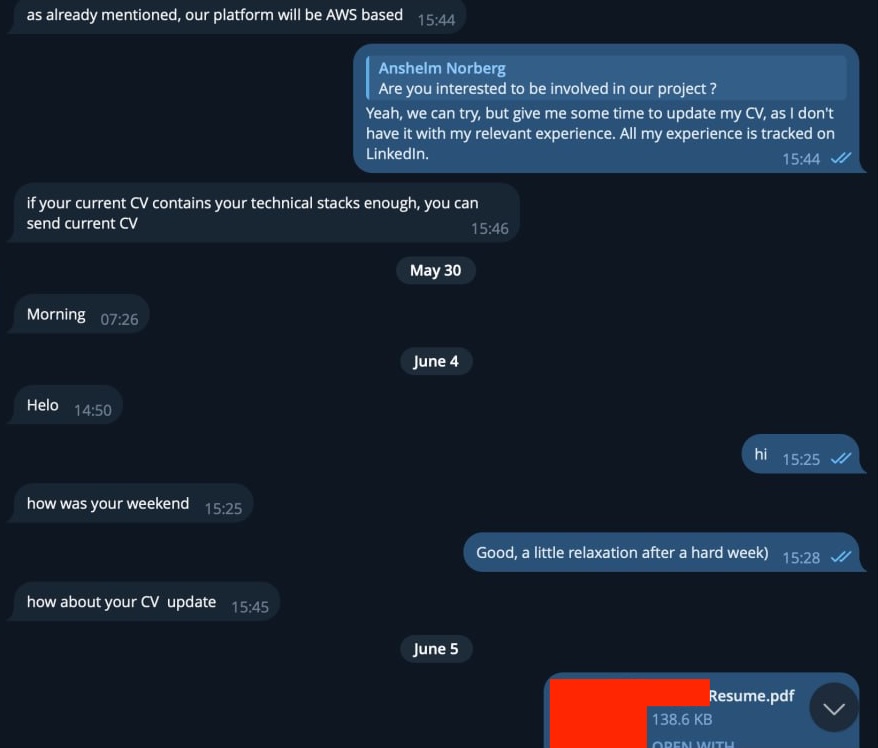 as already mentioned, our platform will be AWS based 15:44
Anshelm Norberg
Are you interested to be involved in our project ?
Yeah, we can try, but give me some time to update my CV, as I don't
have it with my relevant experience. All my experience is tracked on
LinkedIn. 15:44
if your current CV contains your technical stacks enough, you can
send current CV 15:46
May 30
Morning 07:26
June 4
Helo 14:50
hi 15:25
how was your weekend 15:25
Good, a little relaxation after a hard week) 15:28
how about your CV  update 15:45
June 5
Resume.pdf
138.6 KB
OPEN WITH